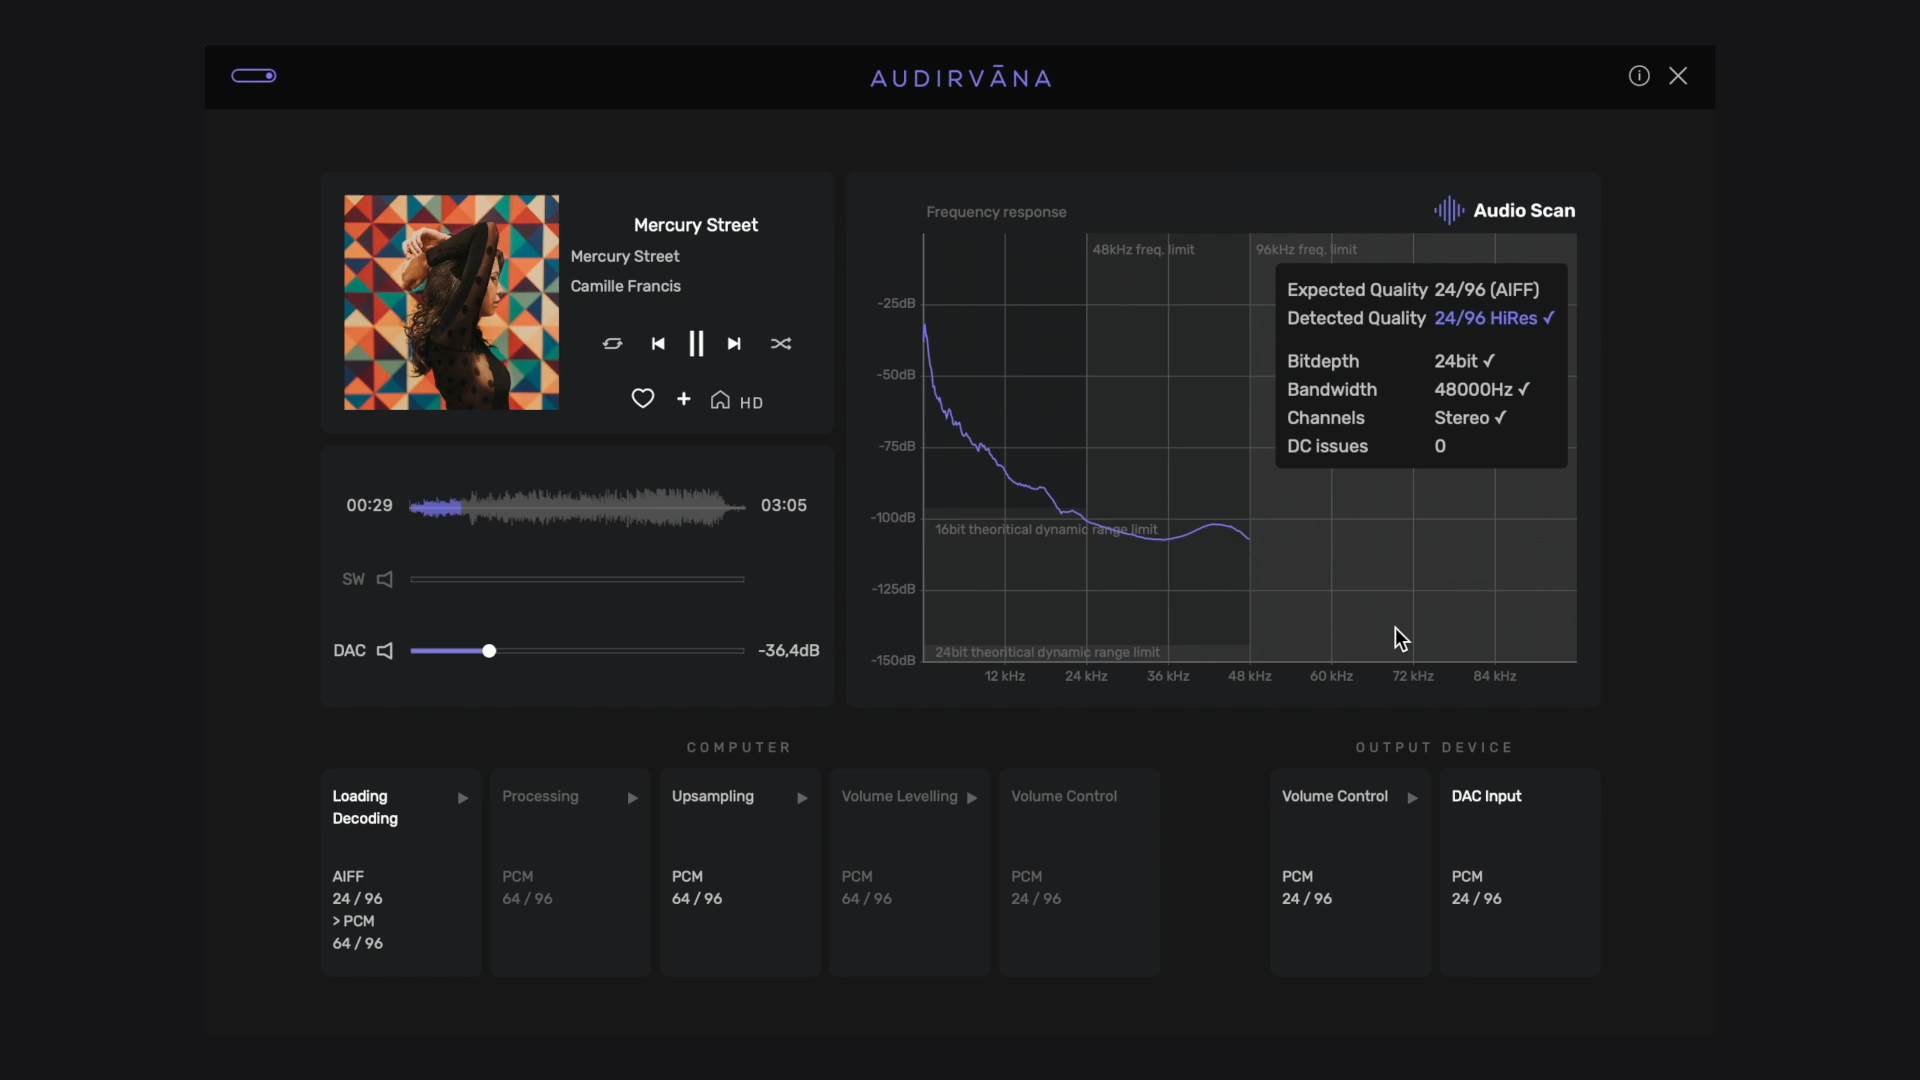 AUDIRVĀNA
Mercury Street
Mercury Street
Camille Francis
HD
00:29
03:05
SW
DAC
-36,4dB
Frequency response
Audio Scan
48kHz freq. limit
96kHz freq. limit
Expected Quality 24/96 (AIFF)
Detected Quality 24/96 HiRes ✓
Bitdepth 24bit ✓
Bandwidth 48000Hz ✓
Channels Stereo ✓
DC issues 0
-25dB
-50dB
-75dB
-100dB
16bit theoritical dynamic range limit
-125dB
24bit theoritical dynamic range limit
-150dB
12 kHz 24 kHz 36 kHz 48 kHz 60 kHz 72 kHz 84 kHz
COMPUTER
Loading
Decoding
AIFF
24 / 96
> PCM
64 / 96
Processing
PCM
64 / 96
Upsampling
PCM
64 / 96
Volume Levelling
PCM
64 / 96
Volume Control
PCM
24 / 96
OUTPUT DEVICE
Volume Control
PCM
24 / 96
DAC Input
PCM
24 / 96